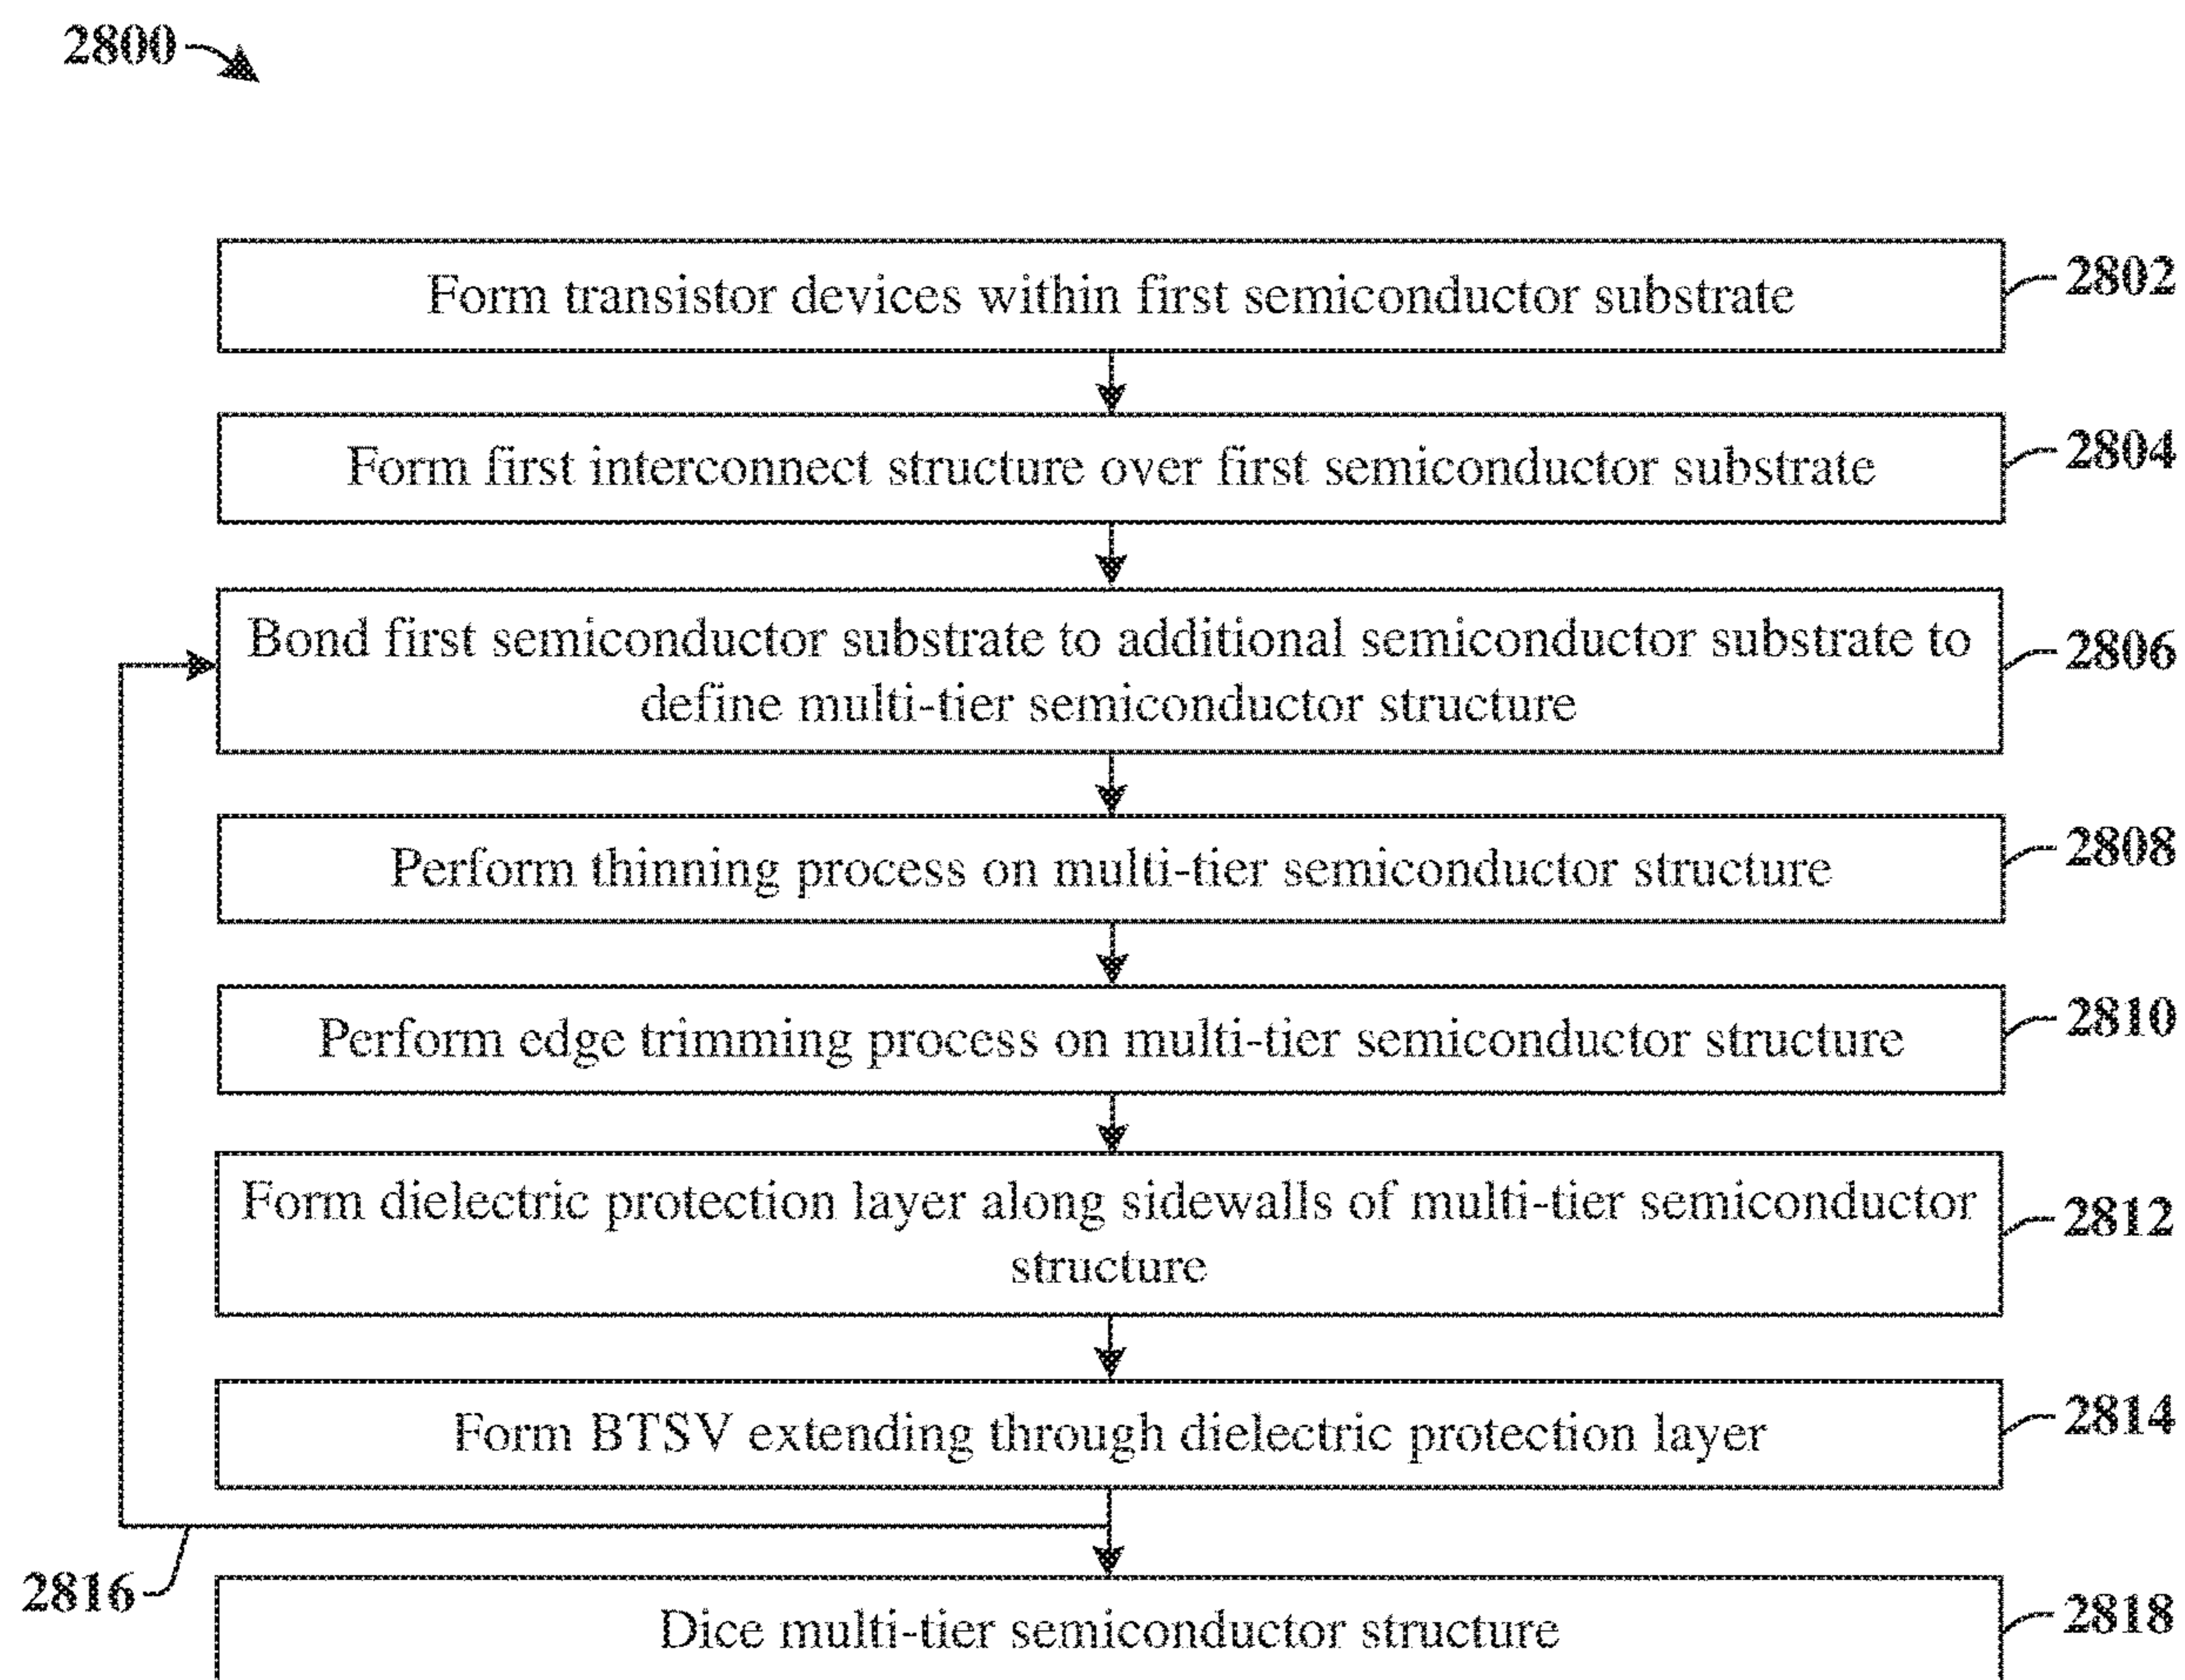 2800
Form transistor devices within first semiconductor substrate
2802
Form first interconnect structure over first semiconductor substrate
2804
Bond first semiconductor substrate to additional semiconductor substrate to
define multi-tier semiconductor structure
2806
Perform thinning process on multi-tier semiconductor structure
2808
Perform edge trimming process on multi-tier semiconductor structure
2810
Form dielectric protection layer along sidewalls of multi-tier semiconductor
structure
2812
Form BTSV extending through dielectric protection layer
2814
2816
Dice multi-tier semiconductor structure
2818